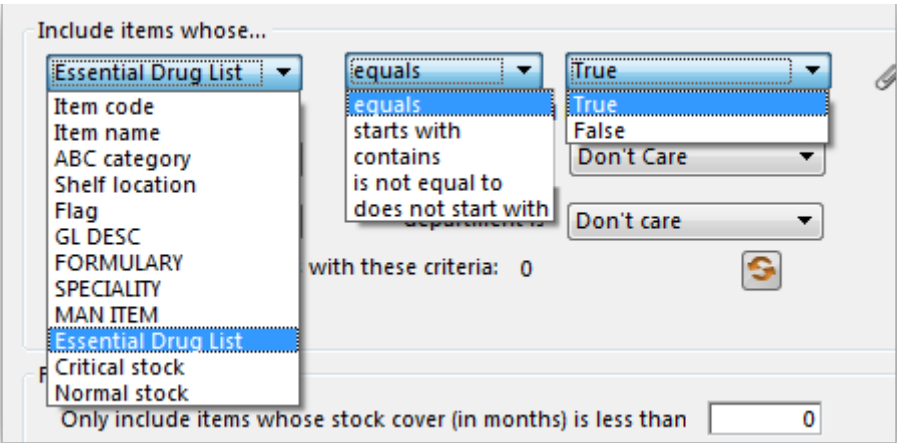 Include items whose...
Essential Drug List equals True
Item code
Item name
ABC category
Shelf location
Flag
GL DESC
FORMULARY
SPECIALITY
MAN ITEM
Essential Drug List
Critical stock
Normal stock
equals
starts with
contains
is not equal to
does not start with
True
False
Don't Care
department is Don't care
with these criteria: 0
Only include items whose stock cover (in months) is less than 0